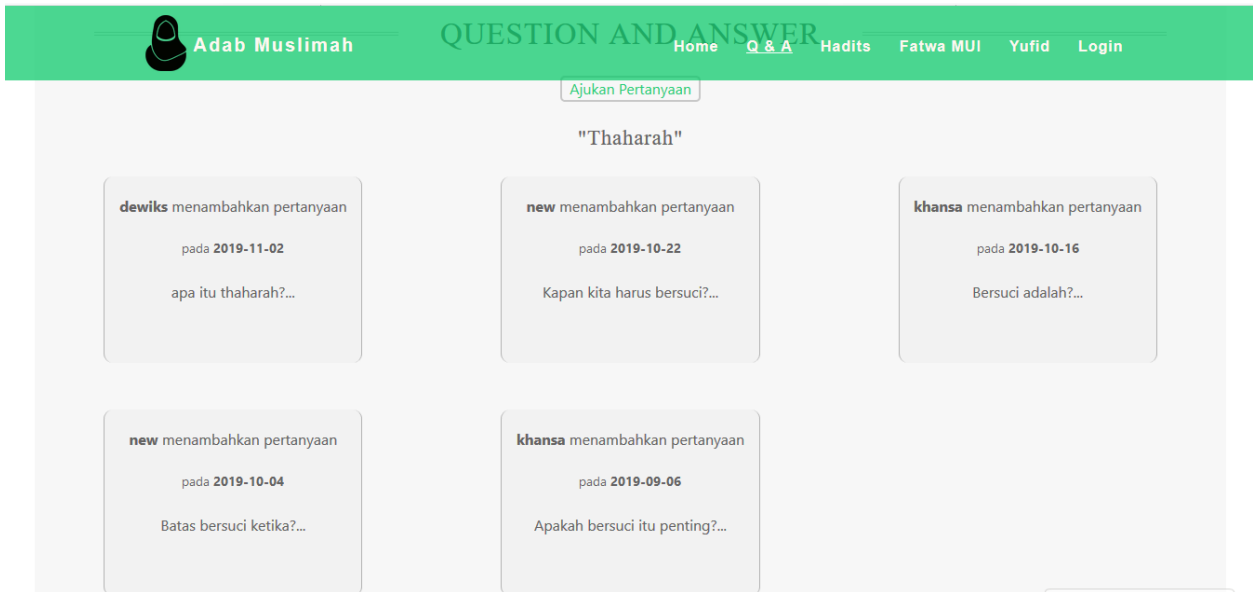 QUESTION AND ANSWER
Adab Muslimah
Home Q & A Hadits Fatwa MUI Yufid Login
Ajukan Pertanyaan
"Thaharah"
dewiks menambahkan pertanyaan
pada 2019-11-02
apa itu thaharah?...
new menambahkan pertanyaan
pada 2019-10-22
Kapan kita harus bersuci?...
khansa menambahkan pertanyaan
pada 2019-10-16
Bersuci adalah?...
new menambahkan pertanyaan
pada 2019-10-04
Batas bersuci ketika?...
khansa menambahkan pertanyaan
pada 2019-09-06
Apakah bersuci itu penting?...